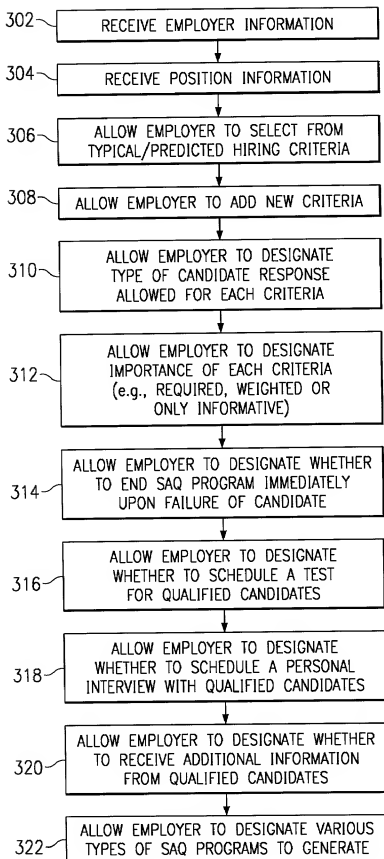 302 RECEIVE EMPLOYER INFORMATION
304 RECEIVE POSITION INFORMATION
306 ALLOW EMPLOYER TO SELECT FROM
TYPICAL/PREDICTED HIRING CRITERIA
308 ALLOW EMPLOYER TO ADD NEW CRITERIA
ALLOW EMPLOYER TO DESIGNATE
310 TYPE OF CANDIDATE RESPONSE
ALLOWED FOR EACH CRITERIA
ALLOW EMPLOYER TO DESIGNATE
312 IMPORTANCE OF EACH CRITERIA
(e.g., REQUIRED, WEIGHTED OR
ONLY INFORMATIVE)
ALLOW EMPLOYER TO DESIGNATE WHETHER
314 TO END SAQ PROGRAM IMMEDIATELY
UPON FAILURE OF CANDIDATE
ALLOW EMPLOYER TO DESIGNATE
316 WHETHER TO SCHEDULE A TEST
FOR QUALIFIED CANDIDATES
ALLOW EMPLOYER TO DESIGNATE
318 WHETHER TO SCHEDULE A PERSONAL
INTERVIEW WITH QUALIFIED CANDIDATES
ALLOW EMPLOYER TO DESIGNATE WHETHER
320 TO RECEIVE ADDITIONAL INFORMATION
FROM QUALIFIED CANDIDATES
322 ALLOW EMPLOYER TO DESIGNATE VARIOUS
TYPES OF SAQ PROGRAMS TO GENERATE